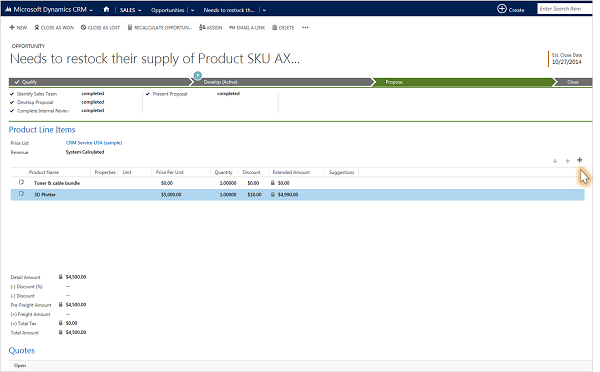 Microsoft Dynamics CRM SALES Opportunities Needs to restock th... Create Enter Search Item
NEW CLOSE AS WON CLOSE AS LOST RECALCULATE OPPORTUN... ASSIGN EMAIL A LINK DELETE ...
OPPORTUNITY
Needs to restock their supply of Product SKU AX...
Est. Close Date
10/27/2014
Qualify Develop (Active) Propose Close
Identify Sales Team completed Present Proposal completed
Develop Proposal completed
Complete Internal Review completed
Product Line Items
Price List CRM Service USA (sample)
Revenue System Calculated
Product Name Properties Unit Price Per Unit Quantity Discount Extended Amount Suggestions
Toner & cable bundle $0.00 1.00000 $0.00 $0.00
3D Plotter $5,000.00 1.00000 $10.00 $4,990.00
Detail Amount $4,500.00
(-) Discount (%) --
(-) Discount --
Pre-Freight Amount $4,500.00
(+) Freight Amount --
(+) Total Tax $0.00
Total Amount $4,500.00
Quotes
Open